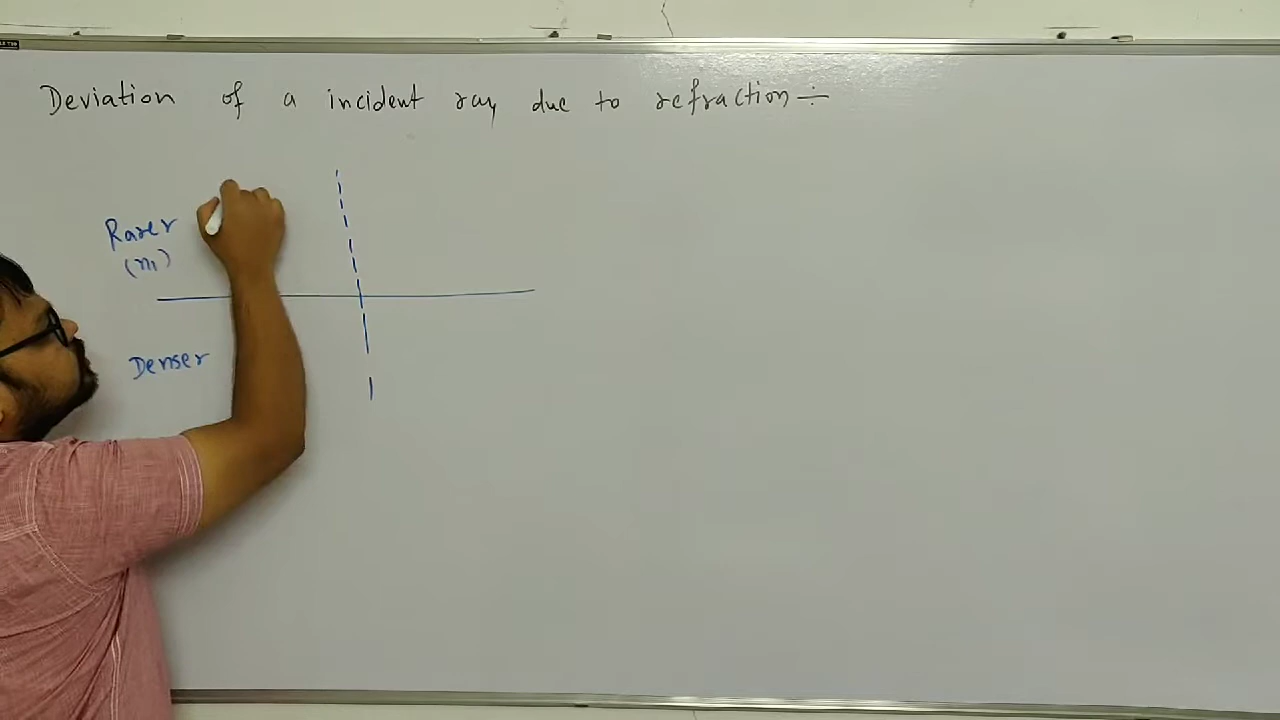 Deviation of a incident ray due to refraction ÷
Rarer
(n1)
Denser